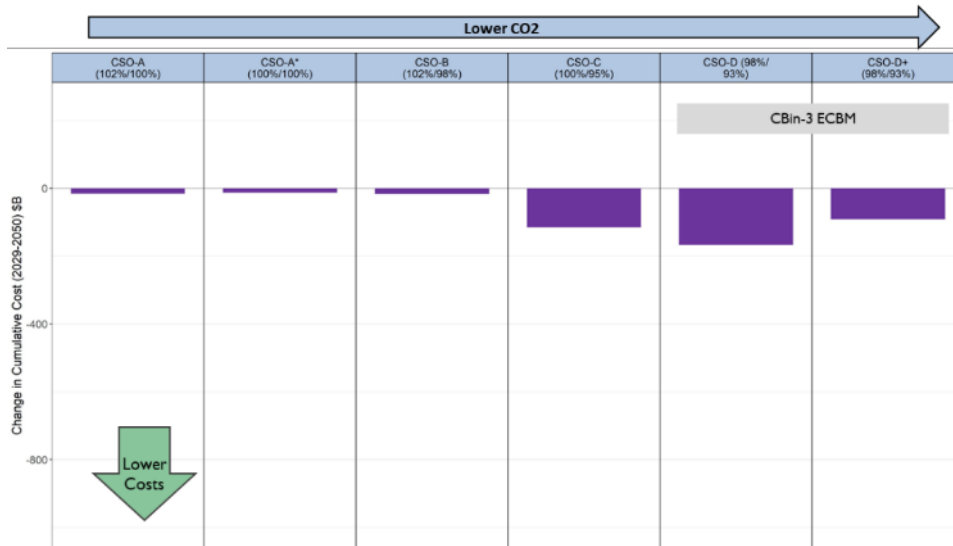 Lower CO2
CSO-A
(102%/100%)
CSO-A*
(100%/100%)
CSO-B
(102%/98%)
CSO-C
(100%/95%)
CSO-D (98%/
93%)
CSO-D+
(98%/93%)
CBin-3 ECBM
Change in Cumulative Cost (2029-2050) $B
0
-400
-800
Lower
Costs